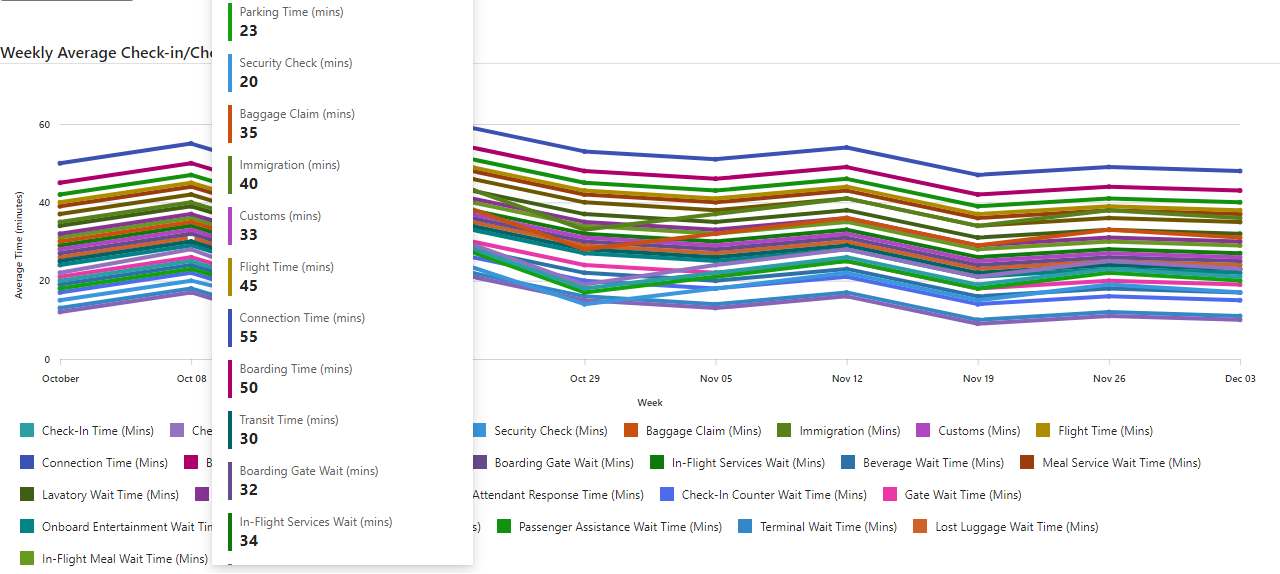 Parking Time (mins)
23
Weekly Average Check-in/Che
Security Check (mins)
20
Baggage Claim (mins)
35
Immigration (mins)
40
Customs (mins)
33
Flight Time (mins)
45
Connection Time (mins)
55
Boarding Time (mins)
50
Transit Time (mins)
30
Boarding Gate Wait (mins)
32
In-Flight Services Wait (mins)
34
Average Time (minutes)
60
40
20
0
October
Oct 08
Oct 29
Nov 05
Nov 12
Nov 19
Nov 26
Dec 03
Week
Check-In Time (Mins)
Che
Security Check (Mins)
Baggage Claim (Mins)
Immigration (Mins)
Customs (Mins)
Flight Time (Mins)
Connection Time (Mins)
B
Boarding Gate Wait (Mins)
In-Flight Services Wait (Mins)
Beverage Wait Time (Mins)
Meal Service Wait Time (Mins)
Lavatory Wait Time (Mins)
Attendant Response Time (Mins)
Check-In Counter Wait Time (Mins)
Gate Wait Time (Mins)
Onboard Entertainment Wait Tim
s)
Passenger Assistance Wait Time (Mins)
Terminal Wait Time (Mins)
Lost Luggage Wait Time (Mins)
In-Flight Meal Wait Time (Mins)